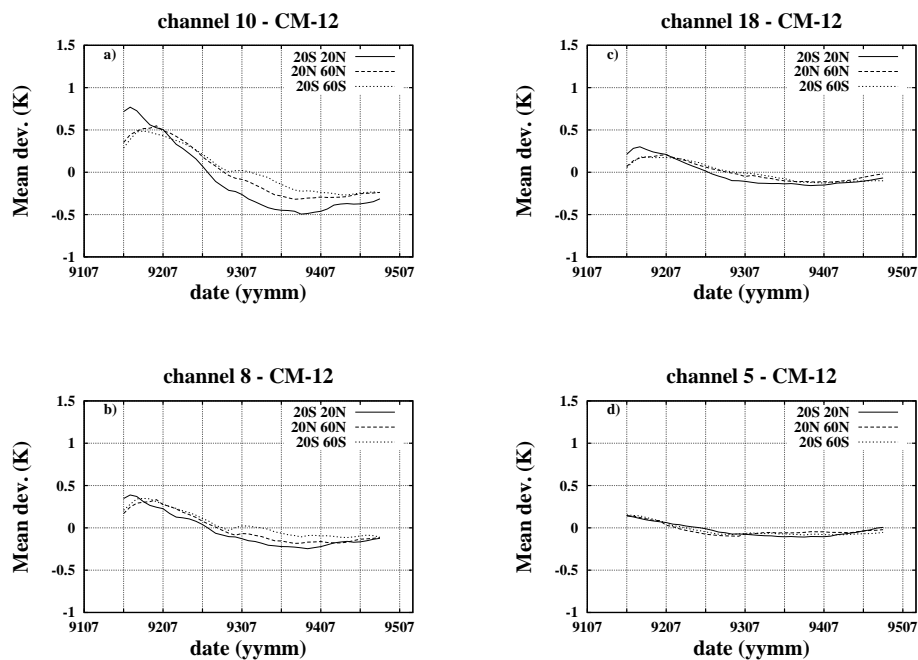 channel 10 - CM-12
a)
20S 20N
20N 60N
20S 60S
1.5
1
0.5
0
-0.5
-1
Mean dev. (K)
9107 9207 9307 9407 9507
date (yymm)
channel 18 - CM-12
c)
20S 20N
20N 60N
20S 60S
1.5
1
0.5
0
-0.5
-1
Mean dev. (K)
9107 9207 9307 9407 9507
date (yymm)
channel 8 - CM-12
b)
20S 20N
20N 60N
20S 60S
1.5
1
0.5
0
-0.5
-1
Mean dev. (K)
9107 9207 9307 9407 9507
date (yymm)
channel 5 - CM-12
d)
20S 20N
20N 60N
20S 60S
1.5
1
0.5
0
-0.5
-1
Mean dev. (K)
9107 9207 9307 9407 9507
date (yymm)